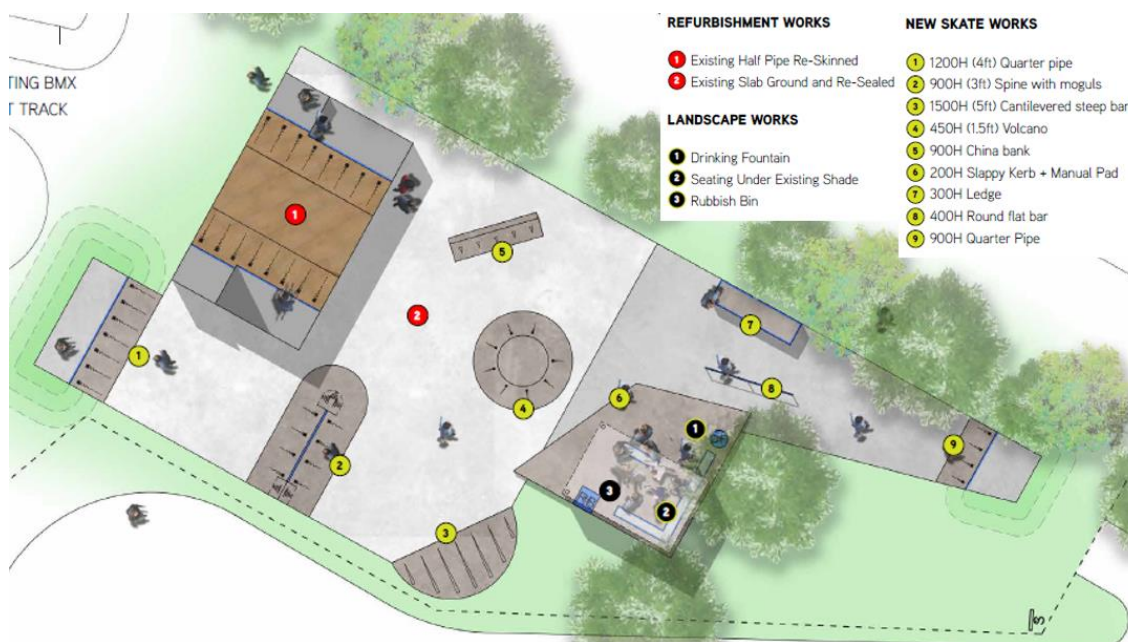 TING BMX
T TRACK
REFURBISHMENT WORKS
1 Existing Half Pipe Re-Skinned
2 Existing Slab Ground and Re-Sealed
LANDSCAPE WORKS
1 Drinking Fountain
2 Seating Under Existing Shade
3 Rubbish Bin
NEW SKATE WORKS
1 1200H (4ft) Quarter pipe
2 900H (3ft) Spine with moguls
3 1500H (5ft) Cantilevered steep bar
4 450H (1.5ft) Volcano
5 900H China bank
6 200H Slappy Kerb + Manual Pad
7 300H Ledge
8 400H Round flat bar
9 900H Quarter Pipe
1
1
2
3
2
5
4
6
7
8
9
1
3
2
DF